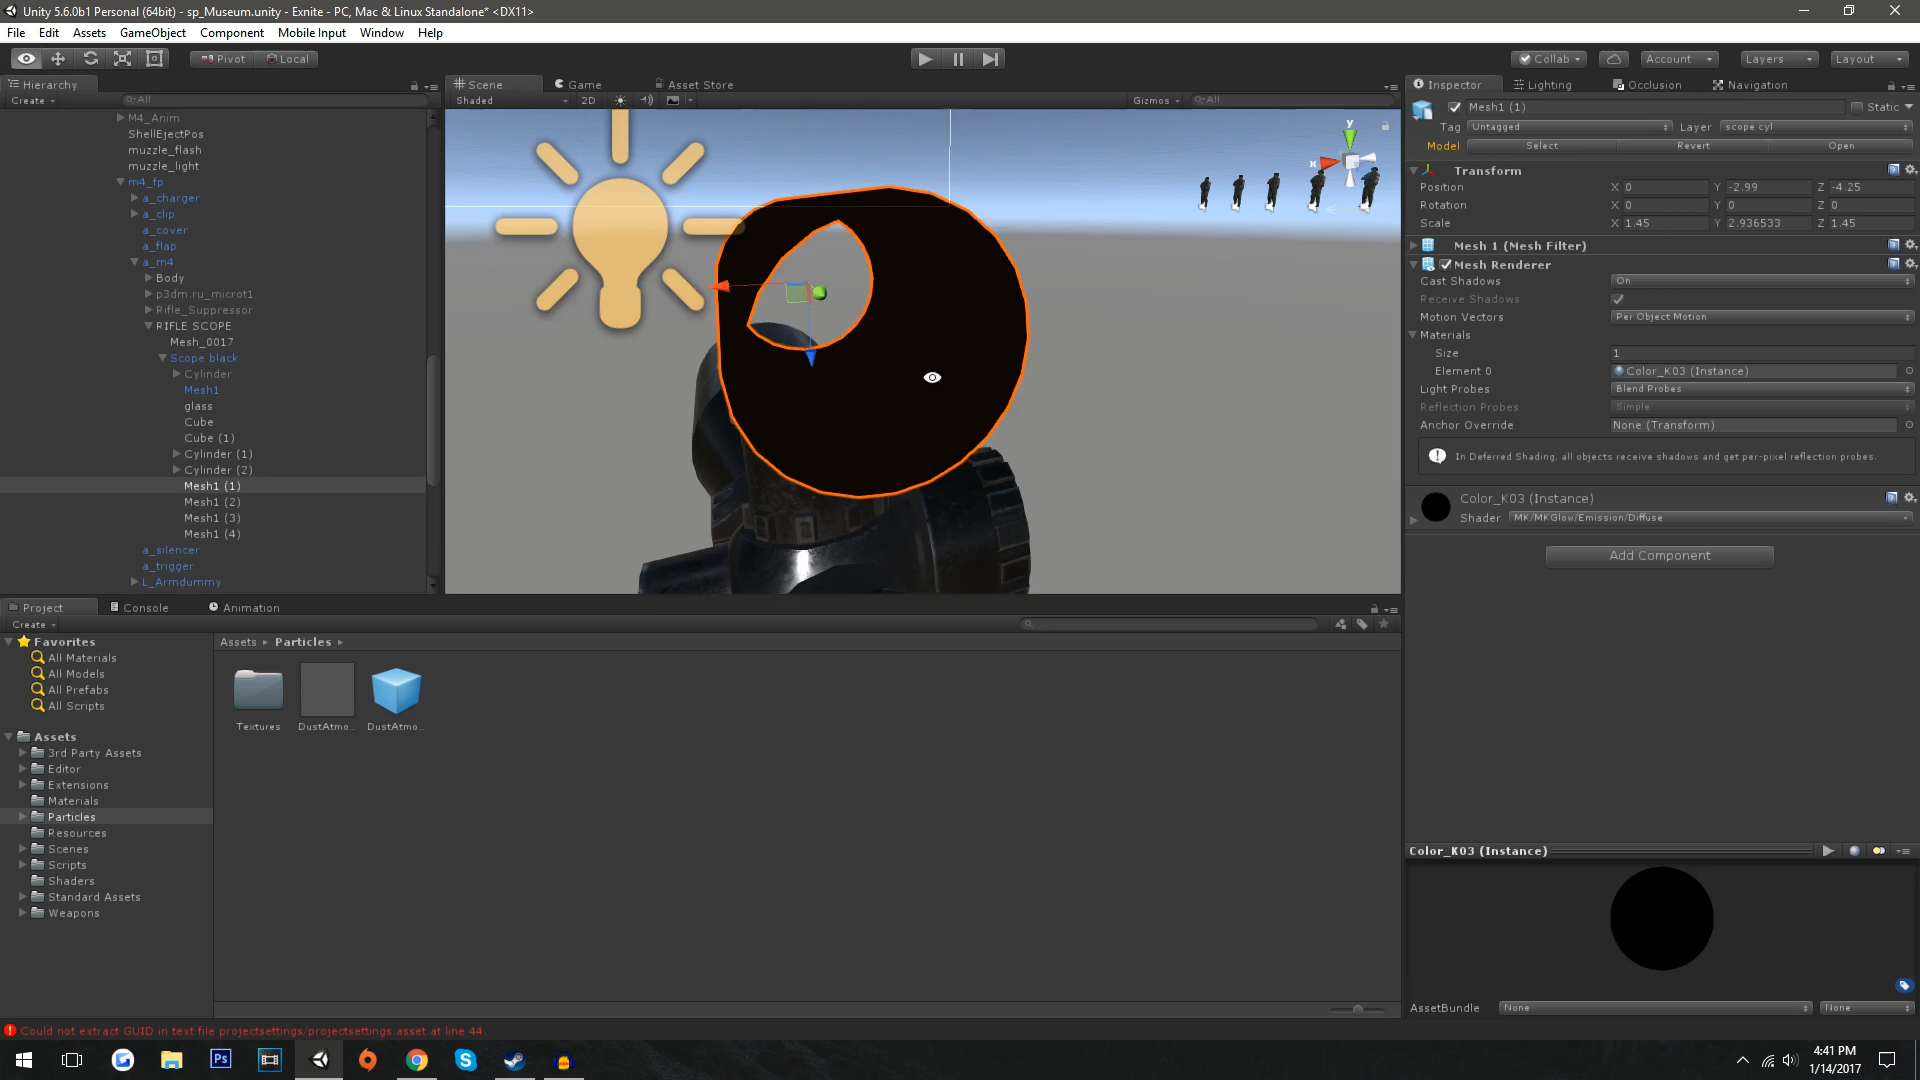 Unity 5.6.0b1 Personal (64bit) - sp_Museum.unity - Exnite - PC, Mac & Linux Standalone* <DX11>
File Edit Assets GameObject Component Mobile Input Window Help
Pivot Local Collab Account Layers Layout
Hierarchy
Create All
M4_Anim
ShellEjectPos
muzzle_flash
muzzle_light
m4_fp
a_charger
a_clip
a_cover
a_flap
a_m4
Body
p3dm.ru_microt1
Rifle_Suppressor
RIFLE SCOPE
Mesh_0017
Scope black
Cylinder
Mesh1
glass
Cube
Cube (1)
Cylinder (1)
Cylinder (2)
Mesh1 (1)
Mesh1 (2)
Mesh1 (3)
Mesh1 (4)
a_silencer
a_trigger
L_Armdummy
Scene Game Asset Store
Shaded 2D Gizmos All
y
x
Inspector Lighting Occlusion Navigation
Mesh1 (1) Static
Tag Untagged Layer scope cyl
Model Select Revert Open
Transform
Position X 0 Y -2.99 Z -4.25
Rotation X 0 Y 0 Z 0
Scale X 1.45 Y 2.936533 Z 1.45
Mesh 1 (Mesh Filter)
Mesh Renderer
Cast Shadows On
Receive Shadows
Motion Vectors Per Object Motion
Materials
Size 1
Element 0 Color_K03 (Instance)
Light Probes Blend Probes
Reflection Probes Simple
Anchor Override None (Transform)
In Deferred Shading, all objects receive shadows and get per-pixel reflection probes.
Color_K03 (Instance)
Shader MK/MKGlow/Emission/Diffuse
Add Component
Color_K03 (Instance)
AssetBundle None None
Project Console Animation
Create
Favorites
All Materials
All Models
All Prefabs
All Scripts
Assets
3rd Party Assets
Editor
Extensions
Materials
Particles
Resources
Scenes
Scripts
Shaders
Standard Assets
Weapons
Assets Particles
Textures DustAtmo.. DustAtmo..
Could not extract GUID in text file projectsettings/projectsettings.asset at line 44.
Ps
4:41 PM
1/14/2017